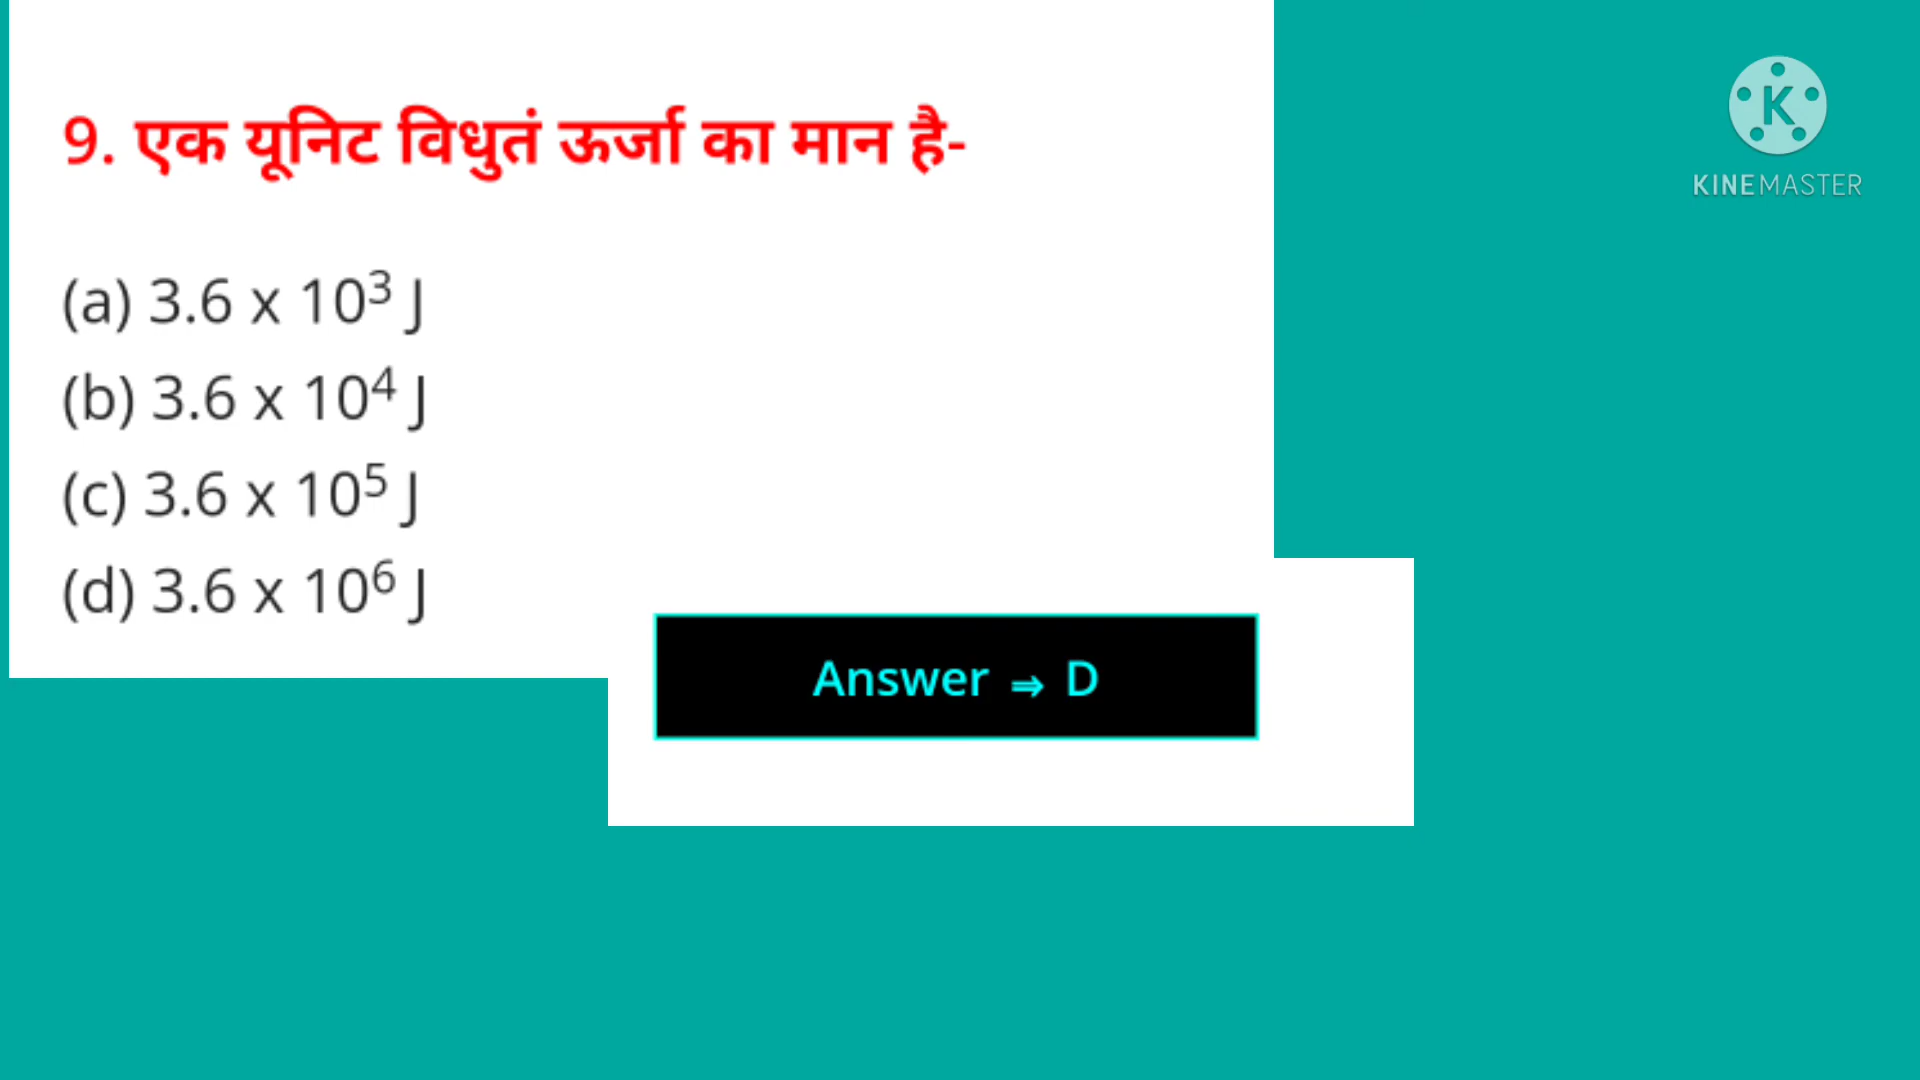 9. एक यूनिट विधुतं ऊर्जा का मान है-
(a) 3.6 x 10³ J
(b) 3.6 x 10⁴ J
(c) 3.6 x 10⁵ J
(d) 3.6 x 10⁶ J
Answer ⇒ D
K
KINEMASTER